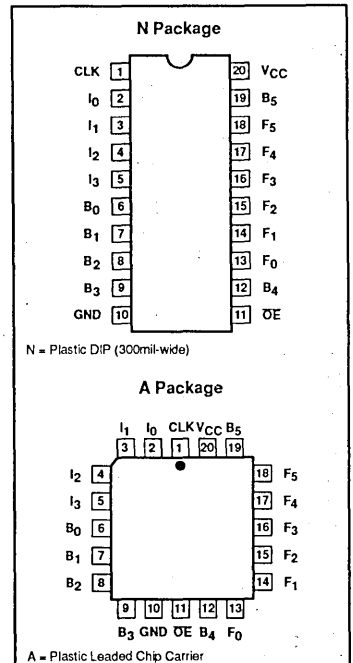 N Package
CLK 1 20 VCC
I0 2 19 B5
I1 3 18 F5
I2 4 17 F4
I3 5 16 F3
B0 6 15 F2
B1 7 14 F1
B2 8 13 F0
B3 9 12 B4
GND 10 11 OE
N = Plastic DIP (300mil-wide)
A Package
I1 I0 CLK VCC B5
3 2 1 20 19
I2 4 18 F5
I3 5 17 F4
B0 6 16 F3
B1 7 15 F2
B2 8 14 F1
9 10 11 12 13
B3 GND OE B4 F0
A = Plastic Leaded Chip Carrier